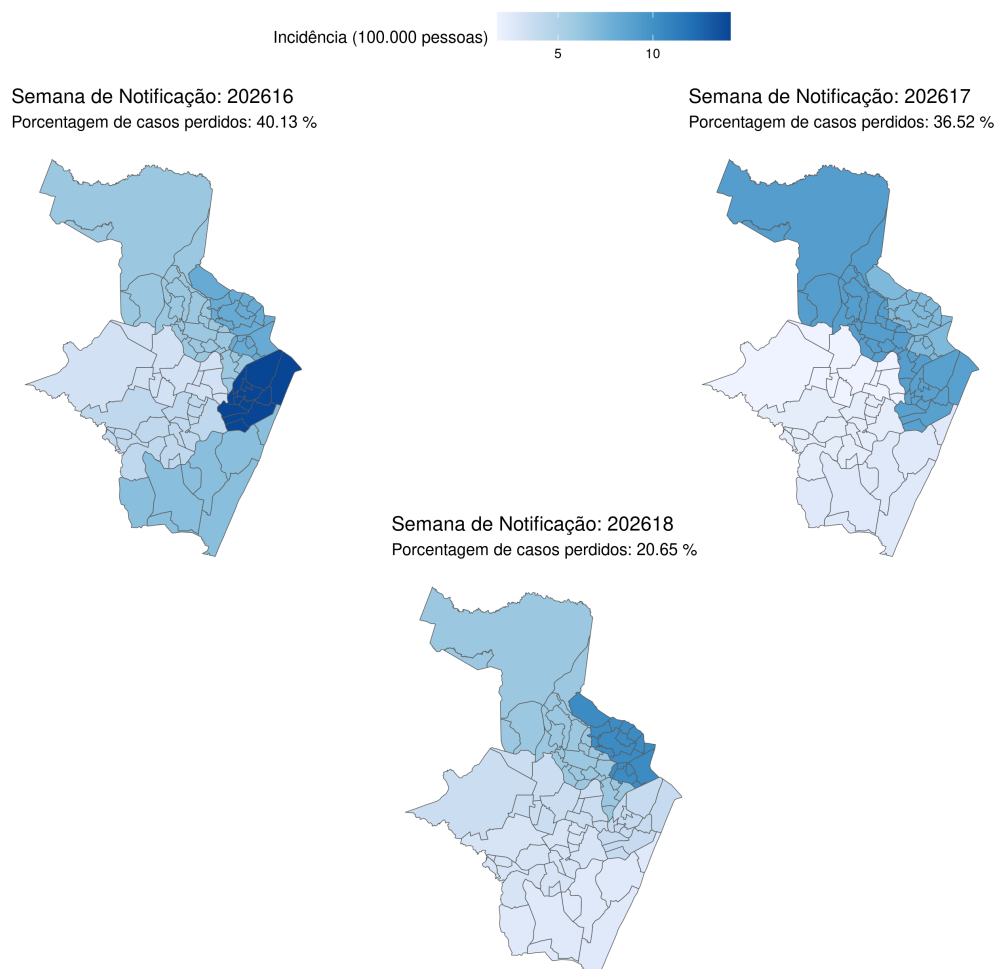 Incidência (100.000 pessoas)
5
10
Semana de Notificação: 202616
Porcentagem de casos perdidos: 40.13 %
Semana de Notificação: 202617
Porcentagem de casos perdidos: 36.52 %
Semana de Notificação: 202618
Porcentagem de casos perdidos: 20.65 %